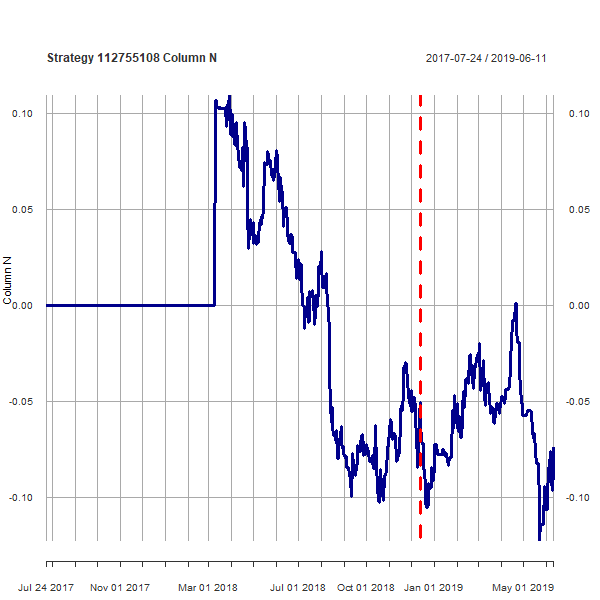 Strategy 112755108 Column N
2017-07-24 / 2019-06-11
0.10
0.10
0.05
0.05
Column N
0.00
0.00
-0.05
-0.05
-0.10
-0.10
Jul 24 2017
Nov 01 2017
Mar 01 2018
Jul 01 2018
Oct 01 2018
Jan 01 2019
May 01 2019